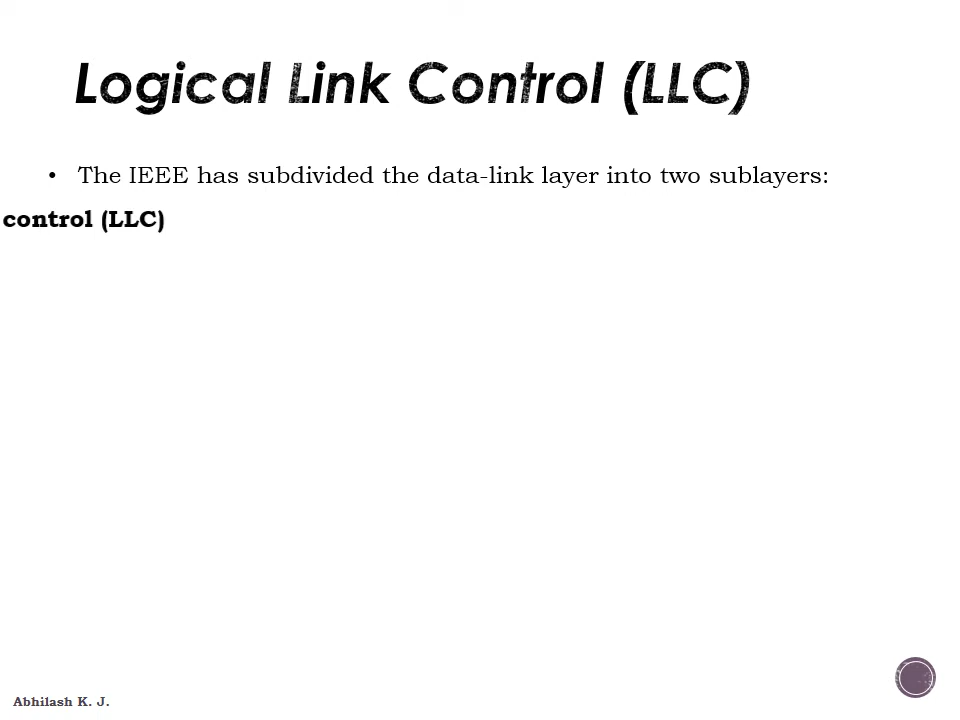 Logical Link Control (LLC)
• The IEEE has subdivided the data-link layer into two sublayers:
control (LLC)
Abhilash K. J.